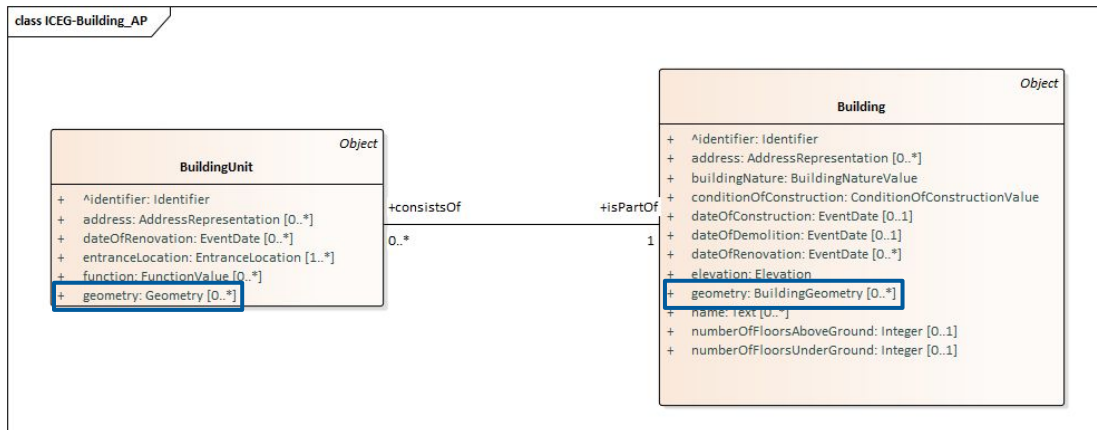 class ICEG-Building_AP
Object
BuildingUnit
+ ^identifier: Identifier
+ address: AddressRepresentation [0..*]
+ dateOfRenovation: EventDate [0..*]
+ entranceLocation: EntranceLocation [1..*]
+ function: FunctionValue [0..*]
+ geometry: Geometry [0..*]
+consistsOf
0..*
+isPartOf
1
Object
Building
+ ^identifier: Identifier
+ address: AddressRepresentation [0..*]
+ buildingNature: BuildingNatureValue
+ conditionOfConstruction: ConditionOfConstructionValue
+ dateOfConstruction: EventDate [0..1]
+ dateOfDemolition: EventDate [0..1]
+ dateOfRenovation: EventDate [0..*]
+ elevation: Elevation
+ geometry: BuildingGeometry [0..*]
+ name: Text [0..*]
+ numberOfFloorsAboveGround: Integer [0..1]
+ numberOfFloorsUnderGround: Integer [0..1]